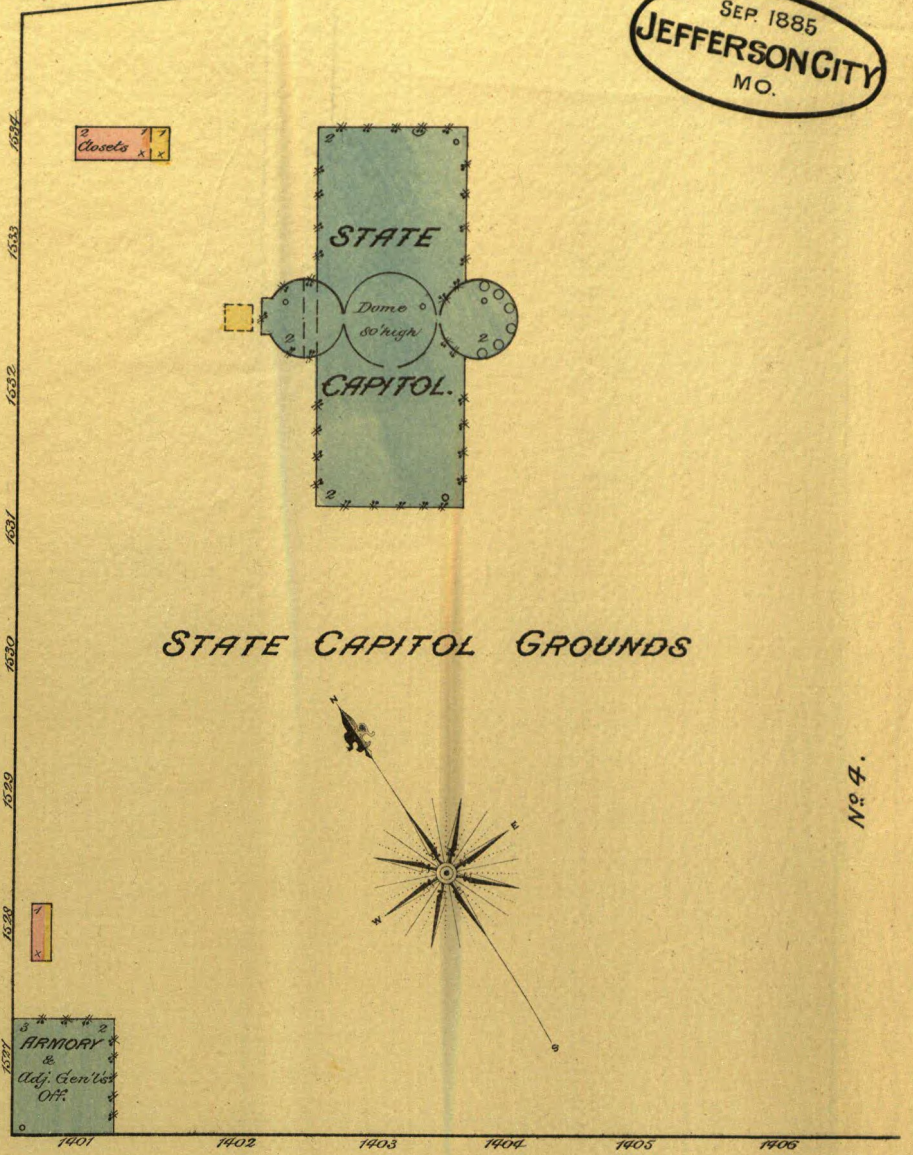 SEP. 1885
JEFFERSON CITY
MO.
1534
2 1 1
Closets x x
2
STATE
1533
Dome
80' high
2 2
CAPITOL.
1532
2
1531
STATE CAPITOL GROUNDS
1530
N
1529
No 4.
E
W
1
1528
x
S
3 2
ARMORY
&
Adj. Gen'l's
Off.
1527
1401 1402 1403 1404 1405 1406